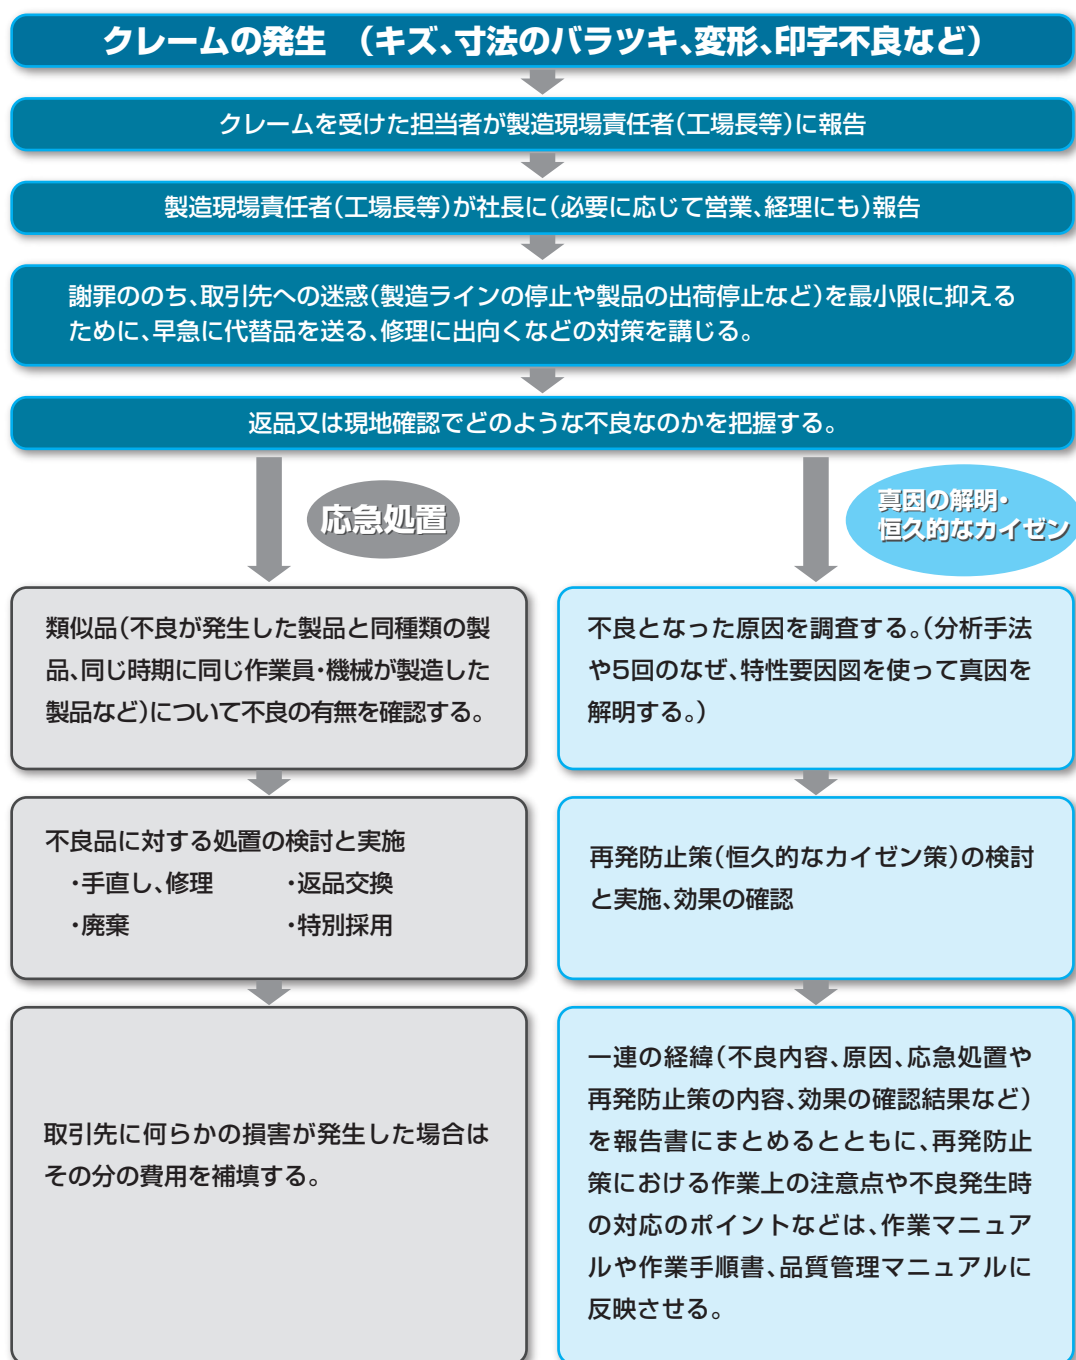 クレームの発生　(キズ、寸法のバラツキ、変形、印字不良など)
クレームを受けた担当者が製造現場責任者(工場長等)に報告
製造現場責任者(工場長等)が社長に(必要に応じて営業、経理にも)報告
謝罪ののち、取引先への迷惑(製造ラインの停止や製品の出荷停止など)を最小限に抑える
ために、早急に代替品を送る、修理に出向くなどの対策を講じる。
返品又は現地確認でどのような不良なのかを把握する。
応急処置
類似品(不良が発生した製品と同種類の製
品、同じ時期に同じ作業員・機械が製造した
製品など)について不良の有無を確認する。
不良品に対する処置の検討と実施
・手直し、修理　・返品交換
・廃棄　・特別採用
取引先に何らかの損害が発生した場合は
その分の費用を補填する。
真因の解明・
恒久的なカイゼン
不良となった原因を調査する。(分析手法
や5回のなぜ、特性要因図を使って真因を
解明する。)
再発防止策(恒久的なカイゼン策)の検討
と実施、効果の確認
一連の経緯(不良内容、原因、応急処置や
再発防止策の内容、効果の確認結果など)
を報告書にまとめるとともに、再発防止
策における作業上の注意点や不良発生時
の対応のポイントなどは、作業マニュア
ルや作業手順書、品質管理マニュアルに
反映させる。